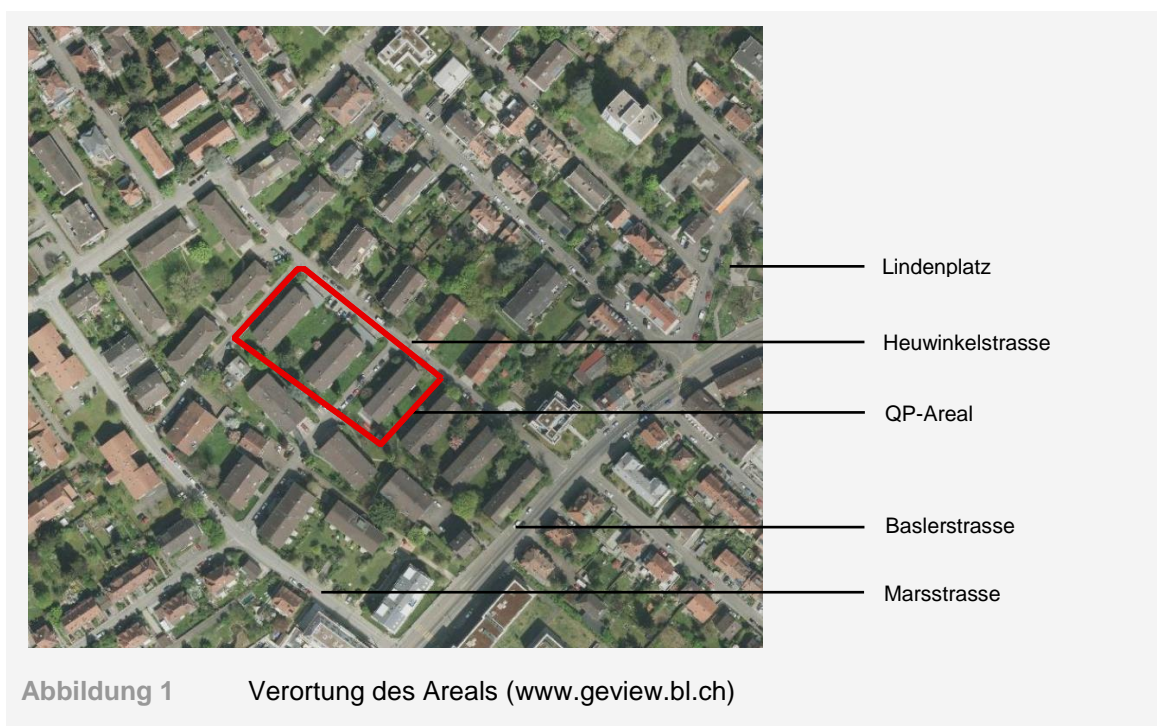 Lindenplatz
Heuwinkelstrasse
QP-Areal
Baslerstrasse
Marsstrasse
Abbildung 1 Verortung des Areals (www.geview.bl.ch)